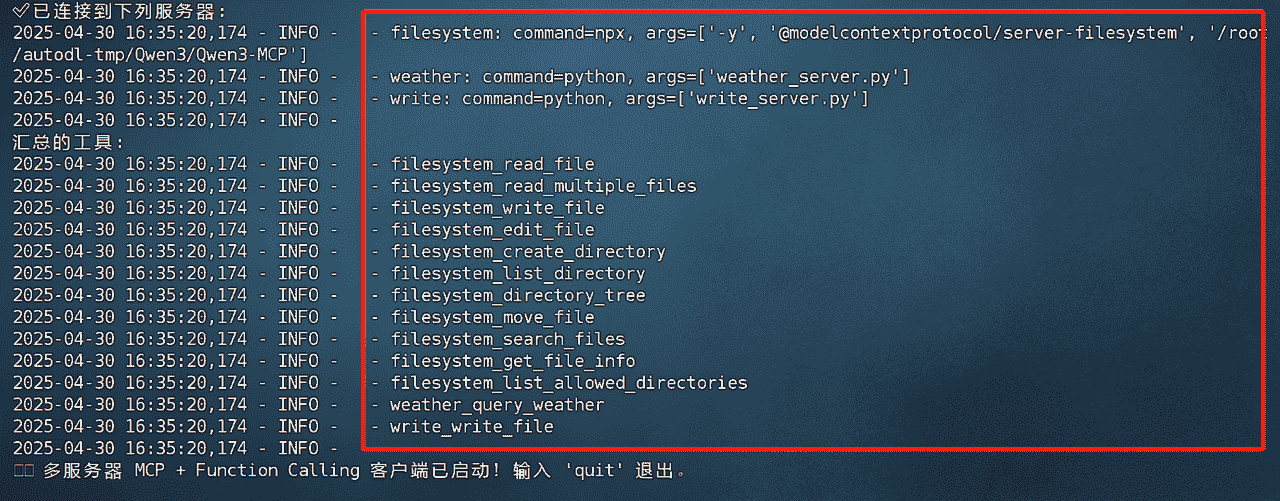 ✓已连接到下列服务器:
2025-04-30 16:35:20,174 - INFO -   - filesystem: command=npx, args=['-y', '@modelcontextprotocol/server-filesystem', '/root
/autodl-tmp/Qwen3/Qwen3-MCP']
2025-04-30 16:35:20,174 - INFO -   - weather: command=python, args=['weather_server.py']
2025-04-30 16:35:20,174 - INFO -   - write: command=python, args=['write_server.py']
2025-04-30 16:35:20,174 - INFO -
汇总的工具:
2025-04-30 16:35:20,174 - INFO -   - filesystem_read_file
2025-04-30 16:35:20,174 - INFO -   - filesystem_read_multiple_files
2025-04-30 16:35:20,174 - INFO -   - filesystem_write_file
2025-04-30 16:35:20,174 - INFO -   - filesystem_edit_file
2025-04-30 16:35:20,174 - INFO -   - filesystem_create_directory
2025-04-30 16:35:20,174 - INFO -   - filesystem_list_directory
2025-04-30 16:35:20,174 - INFO -   - filesystem_directory_tree
2025-04-30 16:35:20,174 - INFO -   - filesystem_move_file
2025-04-30 16:35:20,174 - INFO -   - filesystem_search_files
2025-04-30 16:35:20,174 - INFO -   - filesystem_get_file_info
2025-04-30 16:35:20,174 - INFO -   - filesystem_list_allowed_directories
2025-04-30 16:35:20,174 - INFO -   - weather_query_weather
2025-04-30 16:35:20,174 - INFO -   - write_write_file
2025-04-30 16:35:20,174 - INFO -
多服务器 MCP + Function Calling 客户端已启动! 输入 'quit' 退出。